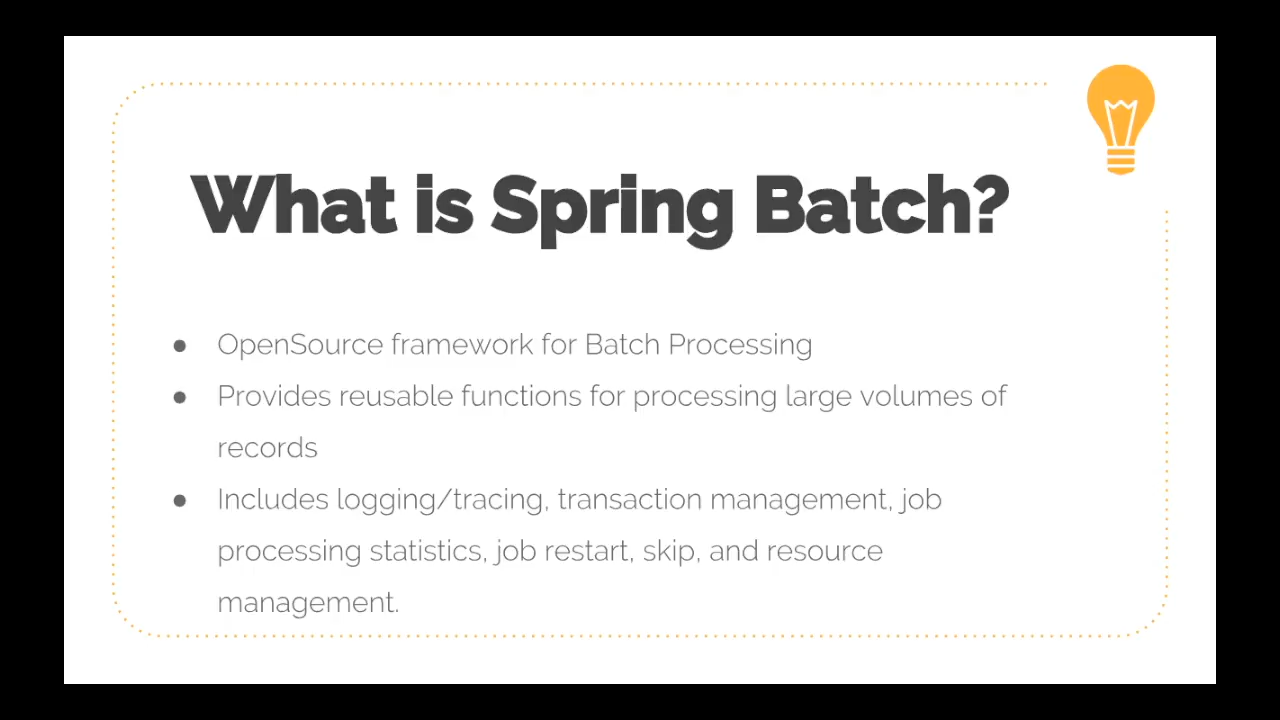 What is Spring Batch?
● OpenSource framework for Batch Processing
● Provides reusable functions for processing large volumes of
records
● Includes logging/tracing, transaction management, job
processing statistics, job restart, skip, and resource
management.